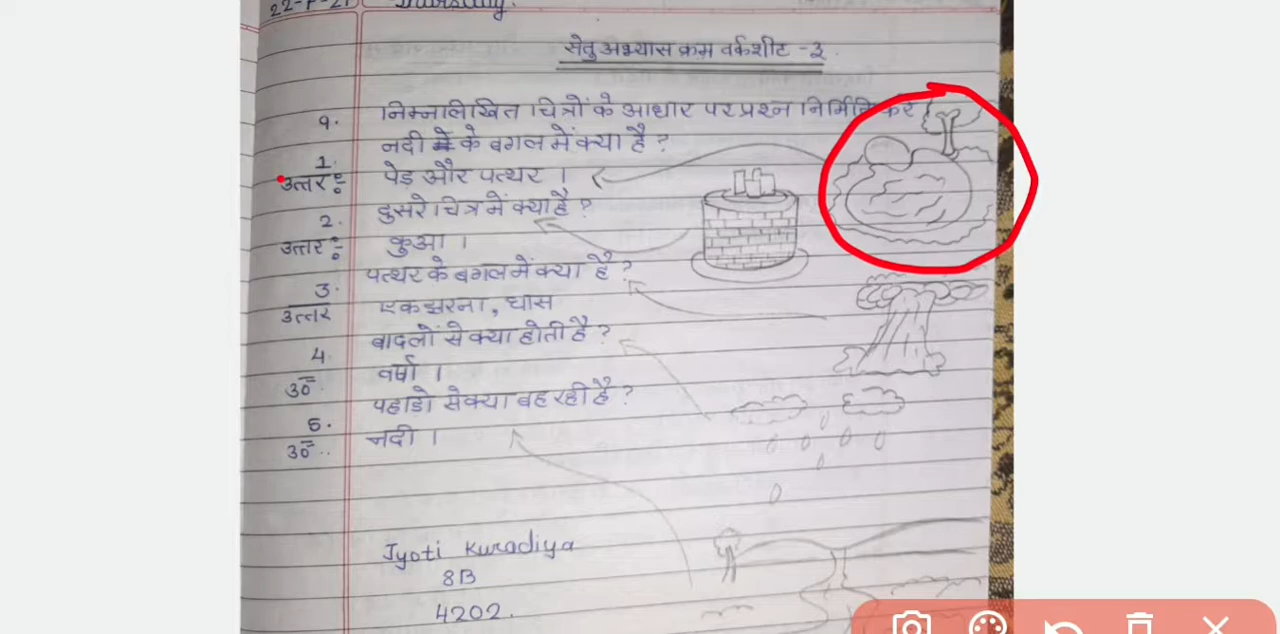 22-7-21 Thursday.
सेतु अभ्यास क्रम वर्कशीट -3.
१. निम्नलिखित चित्रों के आधार पर प्रश्न निर्मिति करें।
1. नदी के बगल में क्या है ?
उत्तर :- पेड़ और पत्थर ।
2. दुसरे चित्र में क्या है ?
उत्तर :- कुआ ।
3. पत्थर के बगल में क्या है ?
उत्तर एक झरना, घास
4. बादलों से क्या होती है ?
उ० वर्षा ।
5. पहाडो से क्या बह रही है ?
उ० नदी ।
Jyoti Kuradiya
8B
4202.